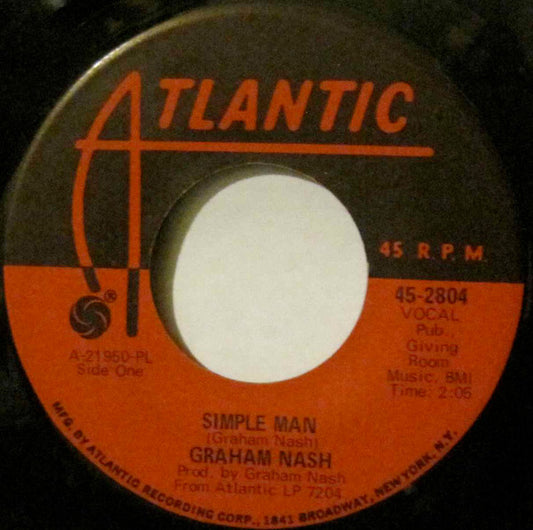 ATLANTIC
45 R.P.M.
®
45-2804
VOCAL
Pub.,
Giving
Room
Music, BMI
Time: 2:05
A-21950-PL
Side One
SIMPLE MAN
(Graham Nash)
GRAHAM NASH
Prod. by Graham Nash
From Atlantic LP 7204
MFG. BY ATLANTIC RECORDING CORP., 1841 BROADWAY, NEW YORK, N.Y.